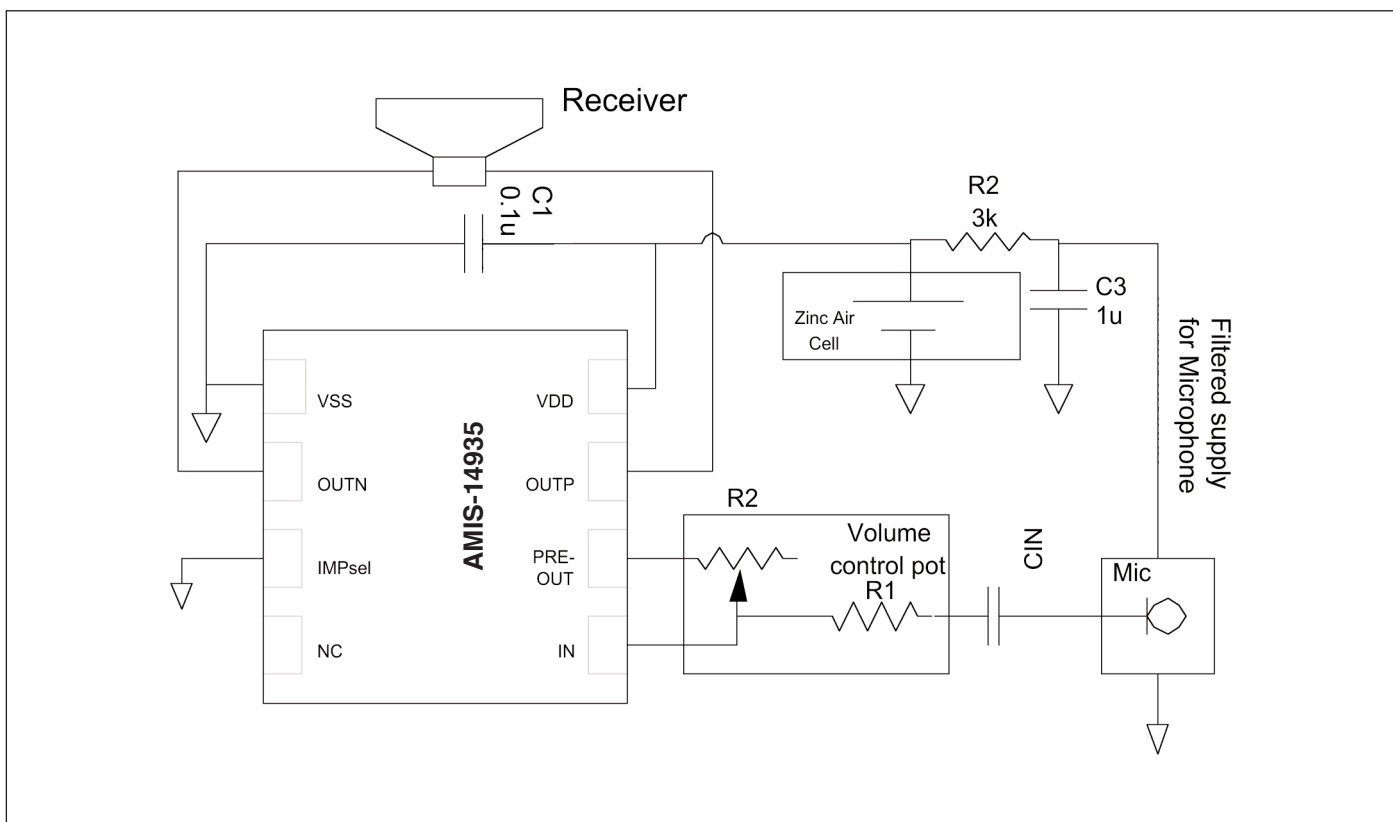 Receiver
C1
0.1u
R2
3k
C3
1u
Zinc Air
Cell
Filtered supply
for Microphone
VSS
VDD
AMIS-14935
OUTN
OUTP
IMPsel
PRE-
OUT
NC
IN
R2
Volume
control pot
R1
CIN
Mic